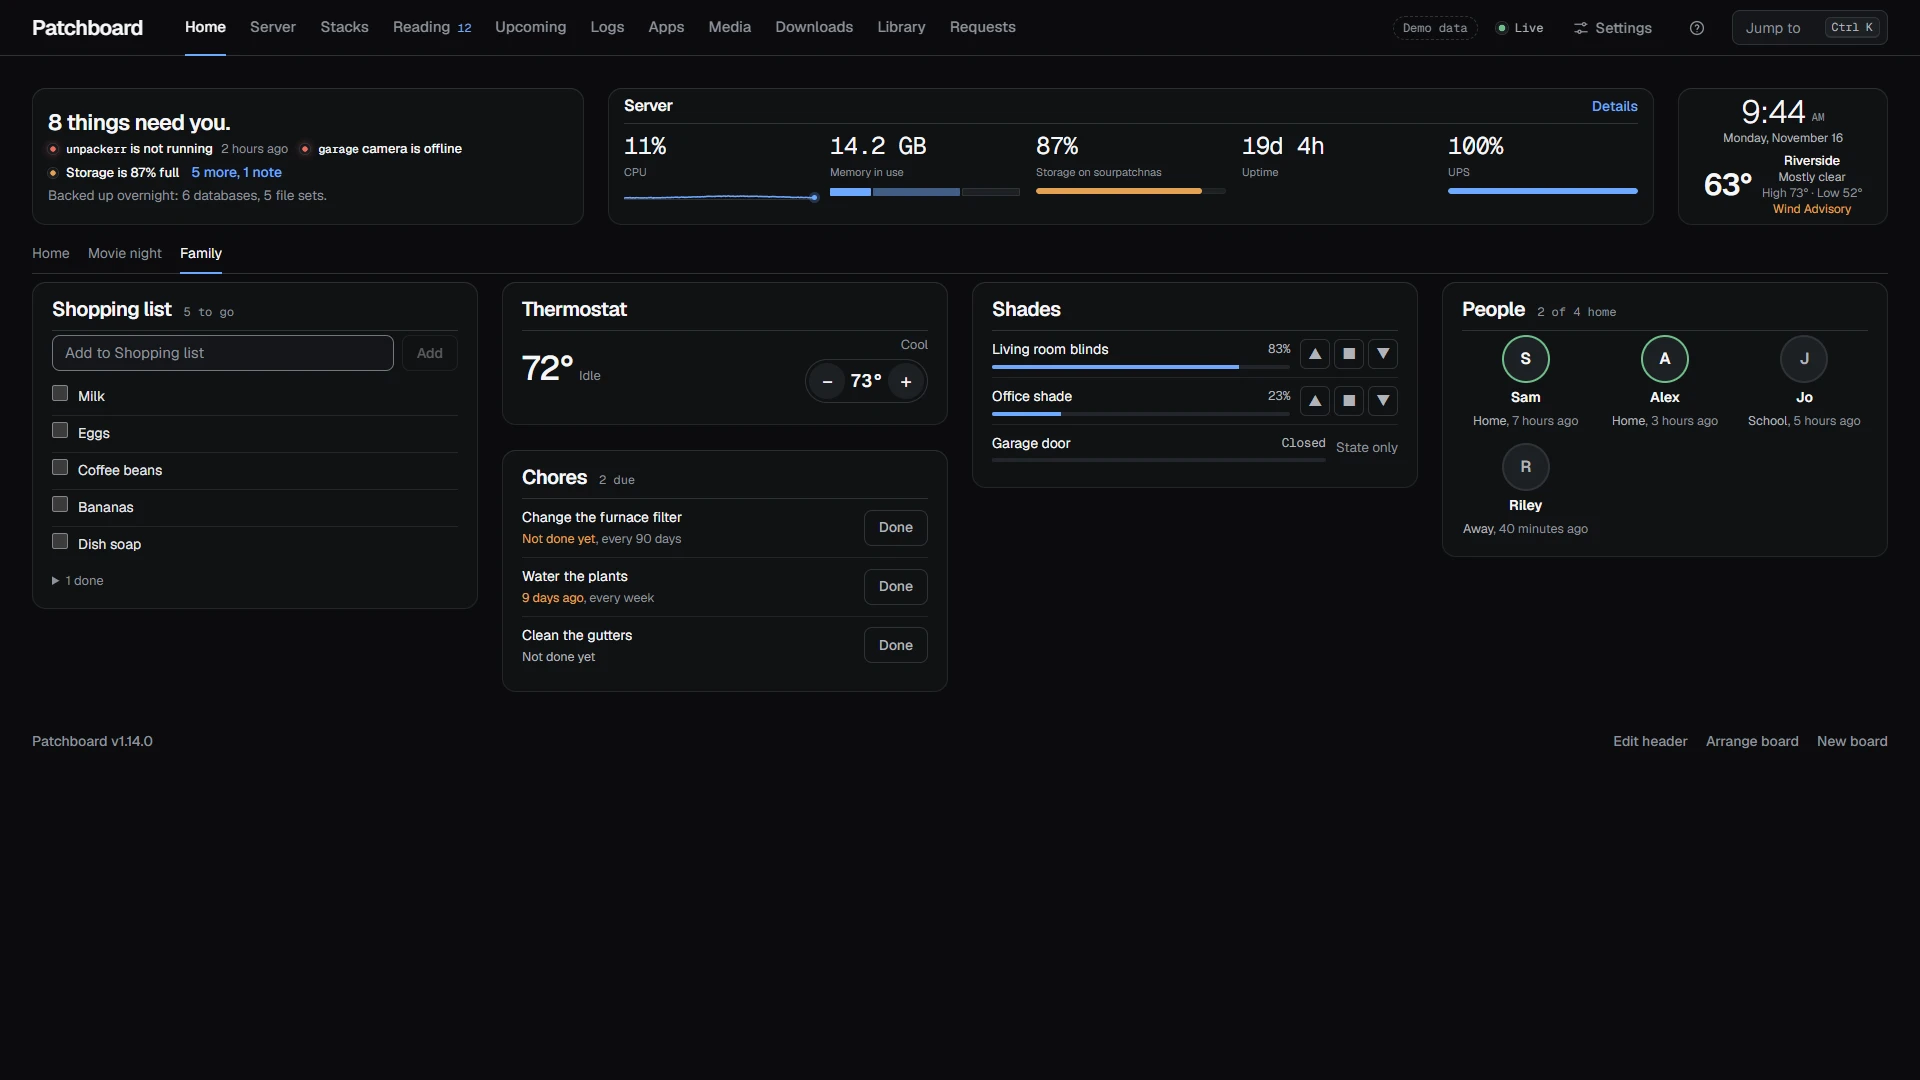 Patchboard
Home Server Stacks Reading 12 Upcoming Logs Apps Media Downloads Library Requests
Demo data Live Settings Jump to Ctrl K
8 things need you.
unpackerr is not running 2 hours ago garage camera is offline
Storage is 87% full 5 more, 1 note
Backed up overnight: 6 databases, 5 file sets.
Server Details
11% 14.2 GB 87% 19d 4h 100%
CPU Memory in use Storage on sourpatchnas Uptime UPS
9:44 AM
Monday, November 16
63°
Riverside
Mostly clear
High 73° · Low 52°
Wind Advisory
Home Movie night Family
Shopping list 5 to go
Add to Shopping list Add
Milk
Eggs
Coffee beans
Bananas
Dish soap
1 done
Thermostat
72° Idle
Cool
− 73° +
Chores 2 due
Change the furnace filter
Not done yet, every 90 days
Done
Water the plants
9 days ago, every week
Done
Clean the gutters
Not done yet
Done
Shades
Living room blinds 83%
Office shade 23%
Garage door Closed State only
People 2 of 4 home
S
Sam
Home, 7 hours ago
A
Alex
Home, 3 hours ago
J
Jo
School, 5 hours ago
R
Riley
Away, 40 minutes ago
Patchboard v1.14.0
Edit header Arrange board New board